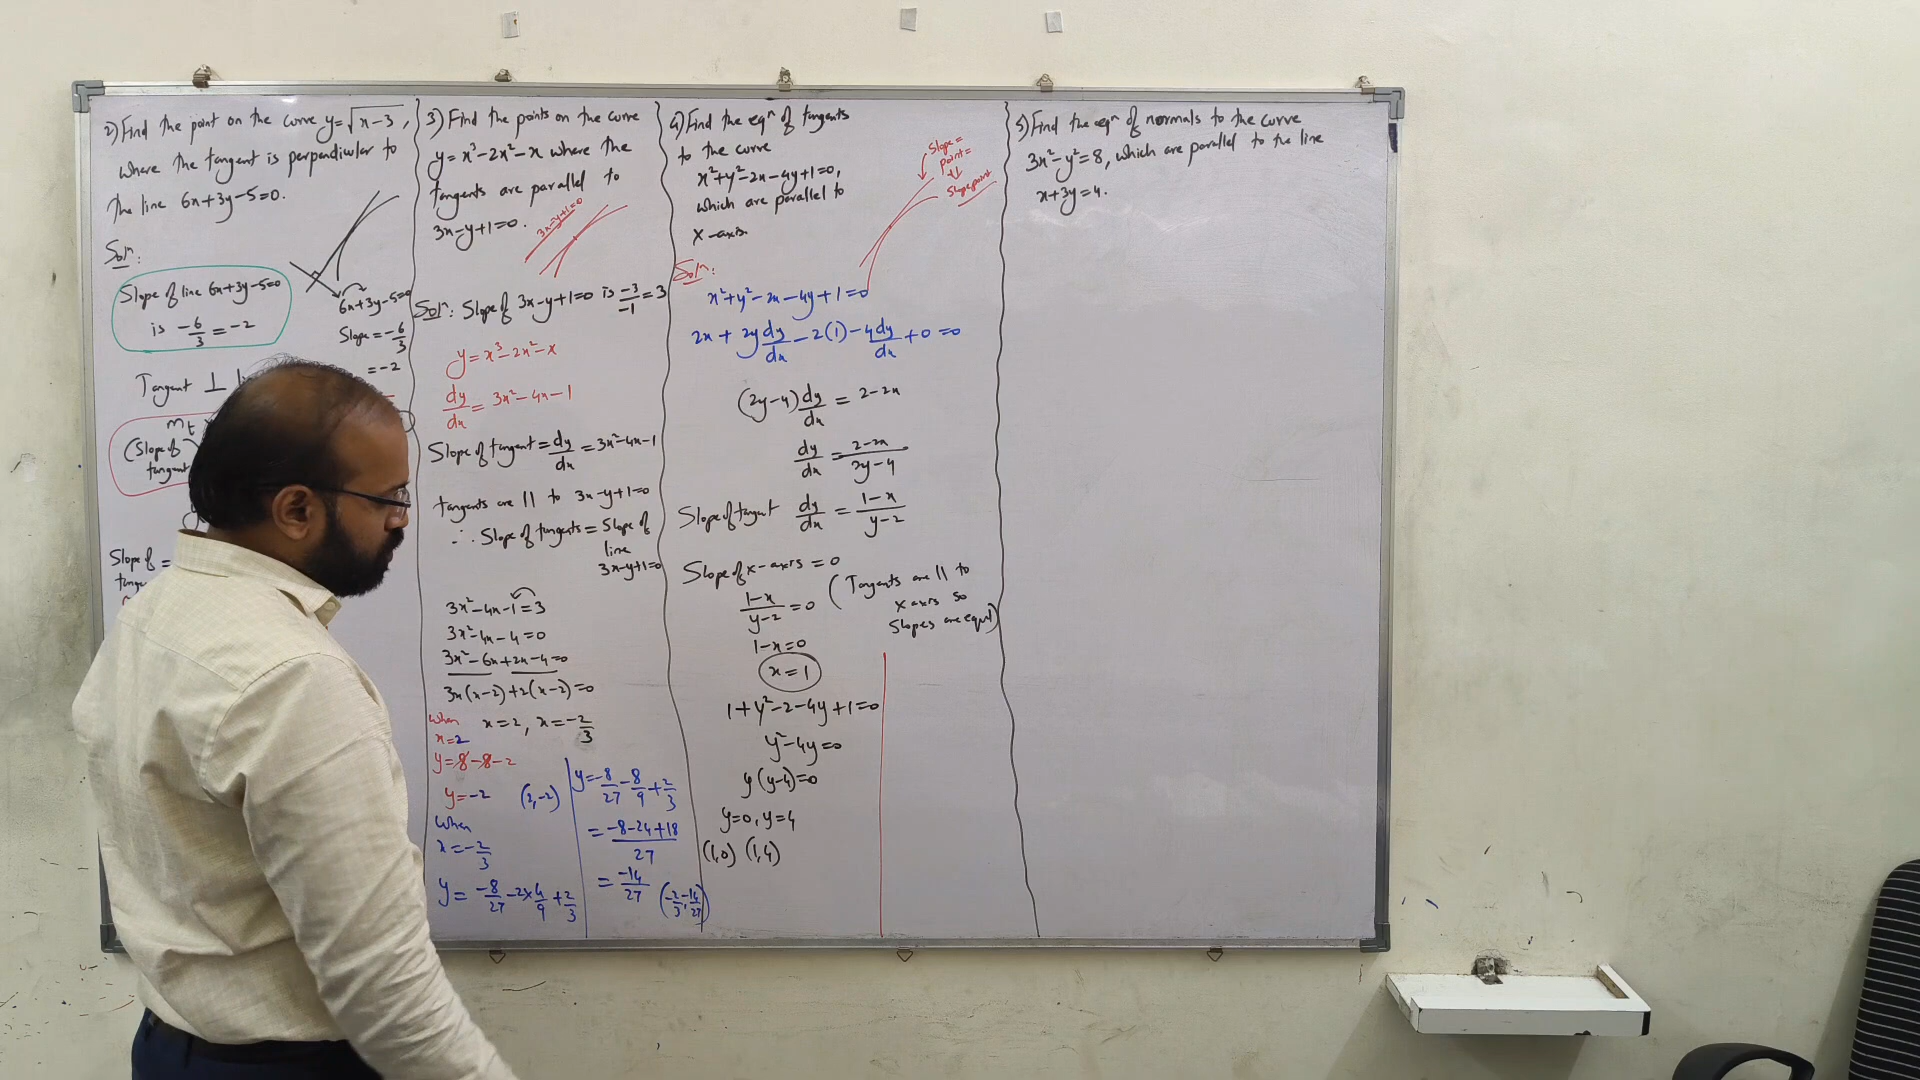 2) Find the point on the curve y=√x-3,
where the tangent is perpendicular to
the line 6x+3y-5=0.
Soln:
Slope of line 6x+3y-5=0
is -6/3 = -2
6x+3y-5=0
Slope = -6/3
= -2
Tangent ⊥
mt
(Slope of
tangent
Slope of =
3) Find the points on the curve
y = x³-2x²-x where the
tangents are parallel to
3x-y+1=0.
3x-y+1=0
Soln: Slope of 3x-y+1=0 is -3/-1 = 3
y = x³-2x²-x
dy/dx = 3x²-4x-1
Slope of tangent = dy/dx = 3x²-4x-1
tangents are || to 3x-y+1=0
∴ Slope of tangents = Slope of
line
3x-y+1=0
3x²-4x-1=3
3x²-4x-4=0
3x²-6x+2x-4=0
3x(x-2)+2(x-2)=0
x=2, x=-2/3
when
x=2
y=8-8-2
y=-2 (2,-2)
when
x=-2/3
y = -8/27 -2×4/9 +2/3
y=-8/27 -8/9 +2/3
= -8-24+18/27
= -14/27 (-2/3, -14/27)
4) Find the eqn of tangents
to the curve
x²+y²-2x-4y+1=0,
which are parallel to
X-axis.
Slope=
point=
⇓
Slope point
Soln:
x²+y²-2x-4y+1=0
2x + 2y dy/dx - 2(1) - 4 dy/dx + 0 = 0
(2y-4) dy/dx = 2-2x
dy/dx = 2-2x/2y-4
Slope of tangent dy/dx = 1-x/y-2
Slope of x-axis = 0
1-x/y-2 = 0 (Tangents are || to
x axis so
Slopes are equal)
1-x=0
x=1
1+y²-2-4y+1=0
y²-4y=0
y(y-4)=0
y=0, y=4
(1,0) (1,4)
5) Find the eqn of normals to the curve
3x²-y²=8, which are parallel to the line
x+3y=4.